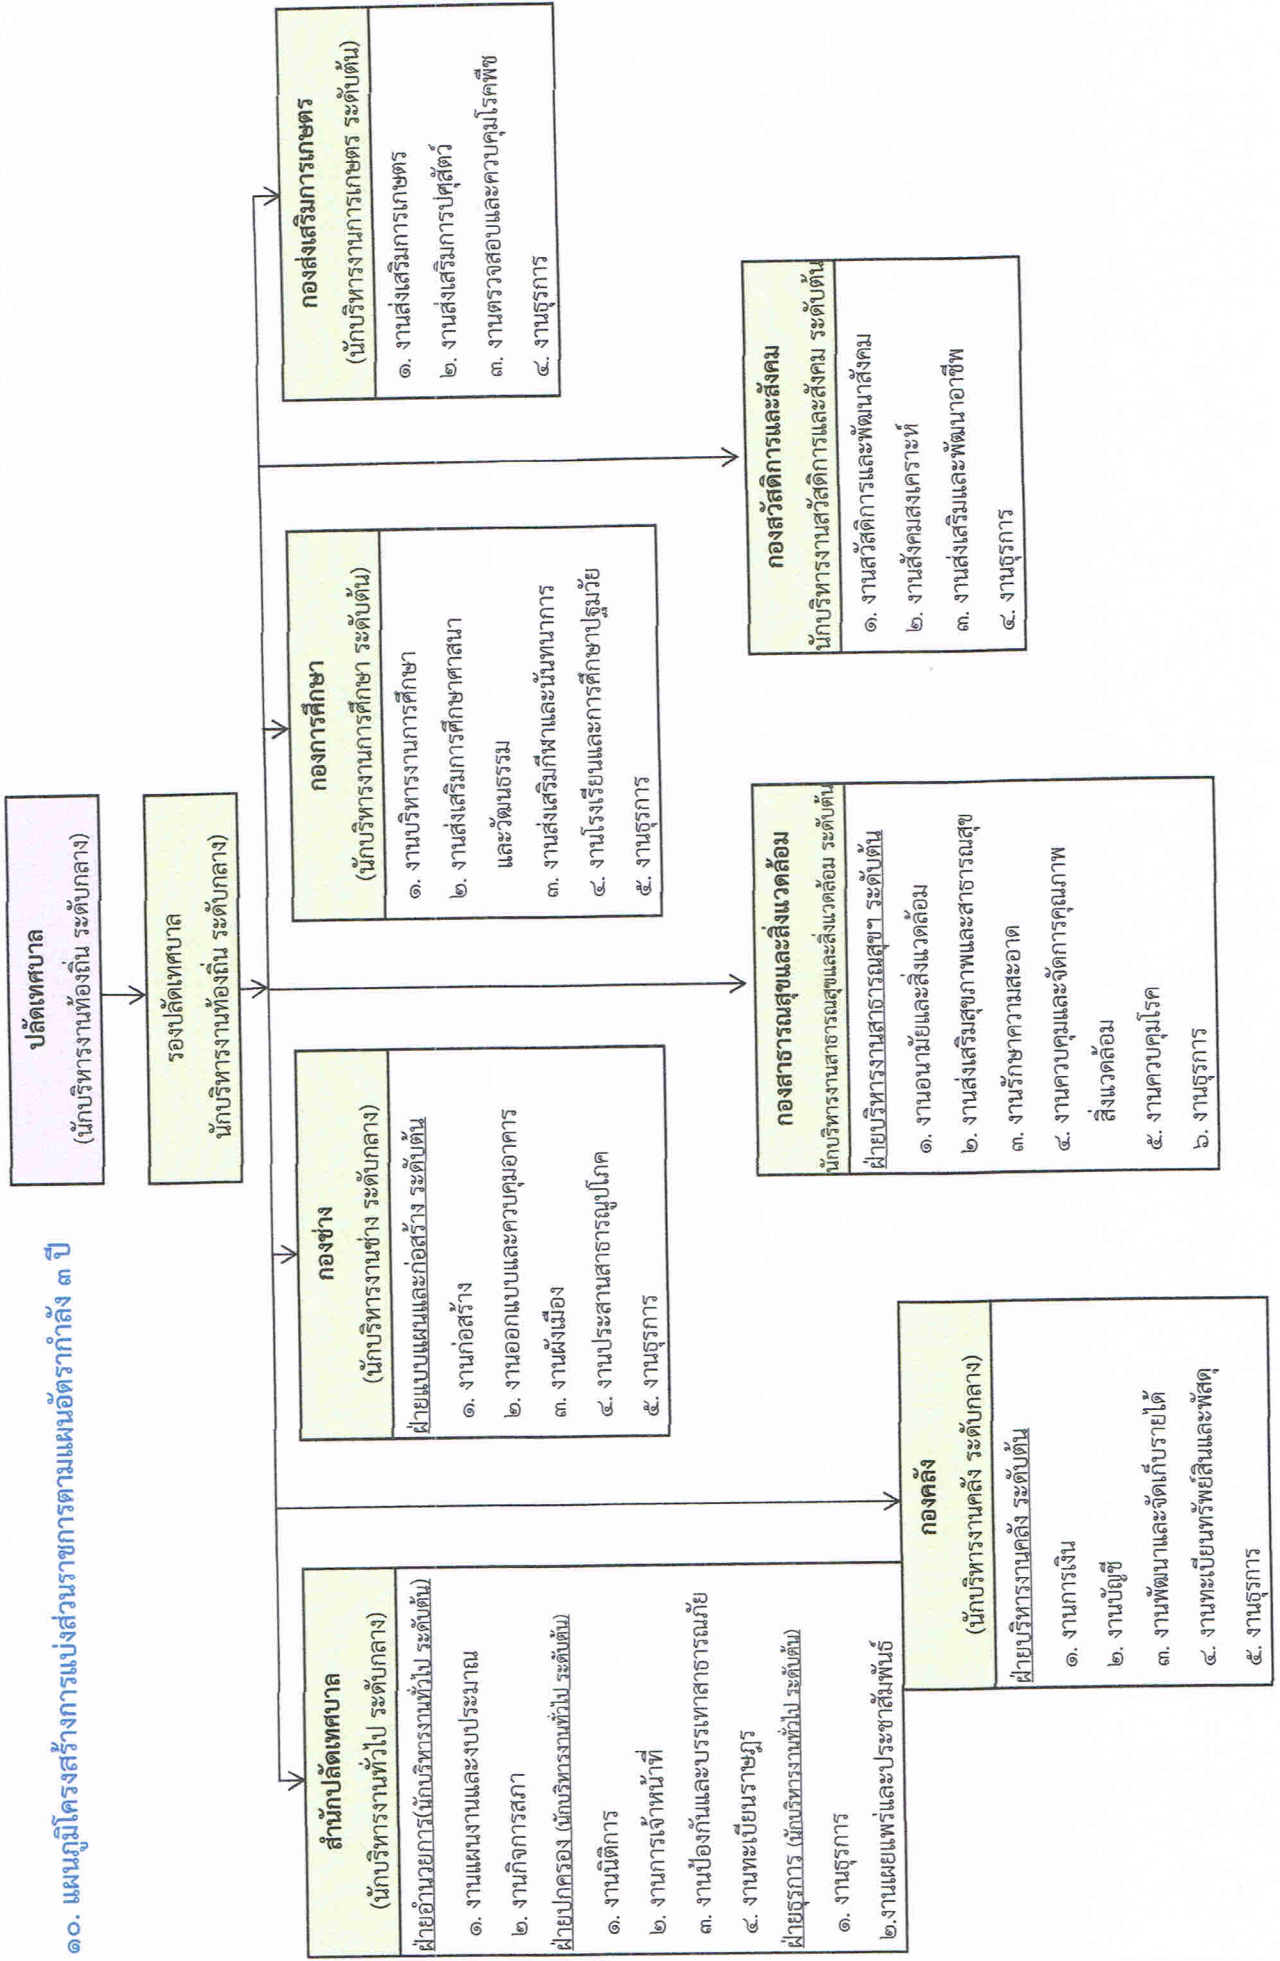 ๑๐. แผนภูมิโครงสร้างการแบ่งส่วนราชการตามแผนอัตรากำลัง ๓ ปี
ปลัดเทศบาล
(นักบริหารงานท้องถิ่น ระดับกลาง)
รองปลัดเทศบาล
นักบริหารงานท้องถิ่น ระดับกลาง)
สำนักปลัดเทศบาล
(นักบริหารงานทั่วไป ระดับกลาง)
ฝ่ายอำนวยการ(นักบริหารงานทั่วไป ระดับต้น)
๑. งานแผนงานและงบประมาณ
๒. งานกิจการสภา
ฝ่ายปกครอง (นักบริหารงานทั่วไป ระดับต้น)
๑. งานนิติการ
๒. งานการเจ้าหน้าที่
๓. งานป้องกันและบรรเทาสาธารณภัย
๔. งานทะเบียนราษฎร
ฝ่ายธุรการ (นักบริหารงานทั่วไป ระดับต้น)
๑. งานธุรการ
๒.งานเผยแพร่และประชาสัมพันธ์
กองคลัง
(นักบริหารงานคลัง ระดับกลาง)
ฝ่ายบริหารงานคลัง ระดับต้น
๑. งานการเงิน
๒. งานบัญชี
๓. งานพัฒนาและจัดเก็บรายได้
๔. งานทะเบียนทรัพย์สินและพัสดุ
๕. งานธุรการ
กองช่าง
(นักบริหารงานช่าง ระดับกลาง)
ฝ่ายแบบแผนและก่อสร้าง ระดับต้น
๑. งานก่อสร้าง
๒. งานออกแบบและควบคุมอาคาร
๓. งานผังเมือง
๔. งานประสานสาธารณูปโภค
๕. งานธุรการ
กองสาธารณสุขและสิ่งแวดล้อม
นักบริหารงานสาธารณสุขและสิ่งแวดล้อม ระดับต้น
ฝ่ายบริหารงานสาธารณสุขฯ ระดับต้น
๑. งานอนามัยและสิ่งแวดล้อม
๒. งานส่งเสริมสุขภาพและสาธารณสุข
๓. งานรักษาความสะอาด
๔. งานควบคุมและจัดการคุณภาพ
สิ่งแวดล้อม
๕. งานควบคุมโรค
๖. งานธุรการ
กองการศึกษา
(นักบริหารงานการศึกษา ระดับต้น)
๑. งานบริหารงานการศึกษา
๒. งานส่งเสริมการศึกษาศาสนา
และวัฒนธรรม
๓. งานส่งเสริมกีฬาและนันทนาการ
๔. งานโรงเรียนและการศึกษาปฐมวัย
๕. งานธุรการ
กองสวัสดิการและสังคม
นักบริหารงานสวัสดิการและสังคม ระดับต้น
๑. งานสวัสดิการและพัฒนาสังคม
๒. งานสังคมสงเคราะห์
๓. งานส่งเสริมและพัฒนาอาชีพ
๔. งานธุรการ
กองส่งเสริมการเกษตร
(นักบริหารงานการเกษตร ระดับต้น)
๑. งานส่งเสริมการเกษตร
๒. งานส่งเสริมการปศุสัตว์
๓. งานตรวจสอบและควบคุมโรคพืช
๔. งานธุรการ